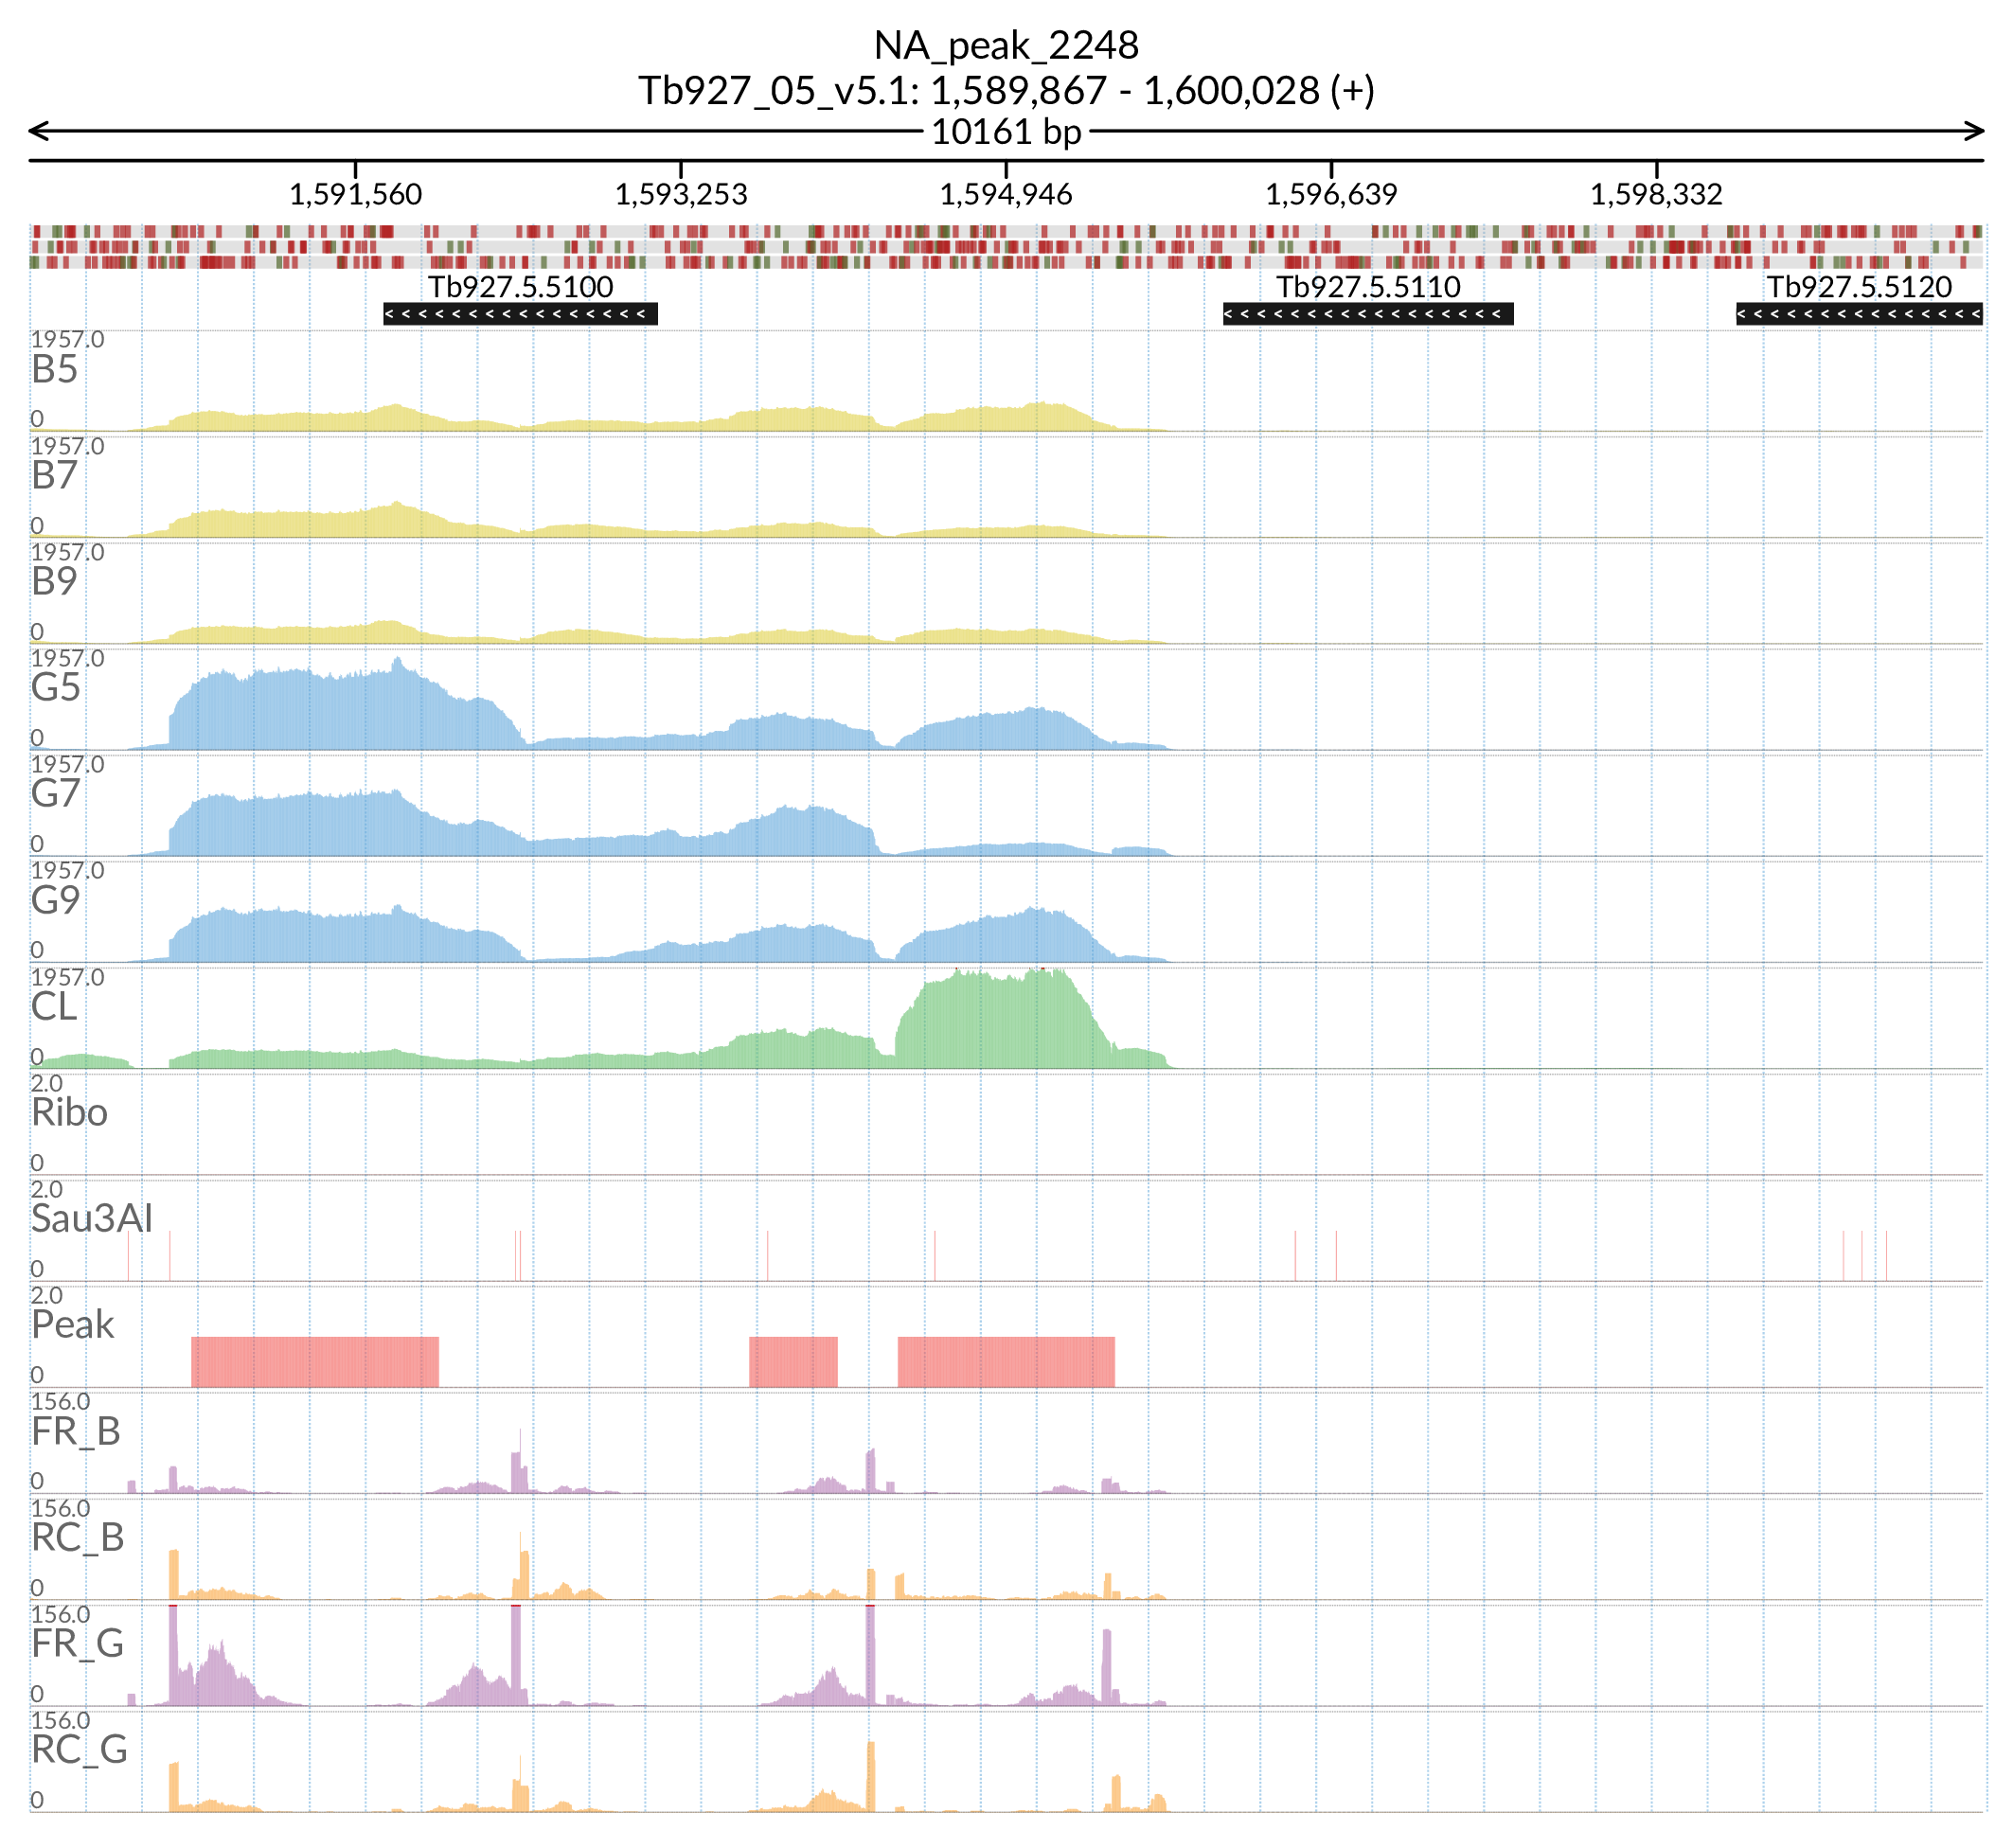 NA_peak_2248
Tb927_05_v5.1: 1,589,867 - 1,600,028 (+)
10161 bp
1,591,560 1,593,253 1,594,946 1,596,639 1,598,332
Tb927.5.5100 Tb927.5.5110 Tb927.5.5120
1957.0
B5
0
1957.0
B7
0
1957.0
B9
0
1957.0
G5
0
1957.0
G7
0
1957.0
G9
0
1957.0
CL
0
2.0
Ribo
0
2.0
Sau3AI
0
2.0
Peak
0
156.0
FR_B
0
156.0
RC_B
0
156.0
FR_G
0
156.0
RC_G
0